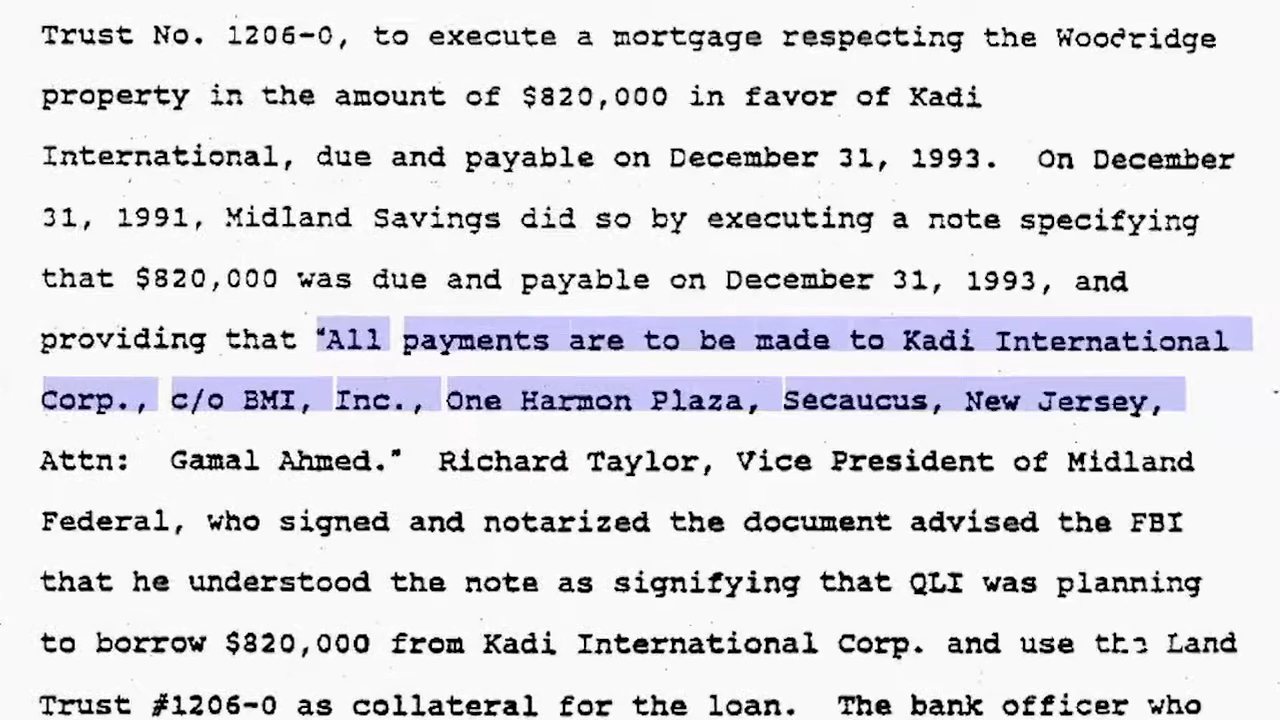 Trust No. 1206-0, to execute a mortgage respecting the Woodridge
property in the amount of $820,000 in favor of Kadi
International, due and payable on December 31, 1993. On December
31, 1991, Midland Savings did so by executing a note specifying
that $820,000 was due and payable on December 31, 1993, and
providing that "All payments are to be made to Kadi International
Corp., c/o BMI, Inc., One Harmon Plaza, Secaucus, New Jersey,
Attn: Gamal Ahmed." Richard Taylor, Vice President of Midland
Federal, who signed and notarized the document advised the FBI
that he understood the note as signifying that QLI was planning
to borrow $820,000 from Kadi International Corp. and use the Land
Trust #1206-0 as collateral for the loan. The bank officer who